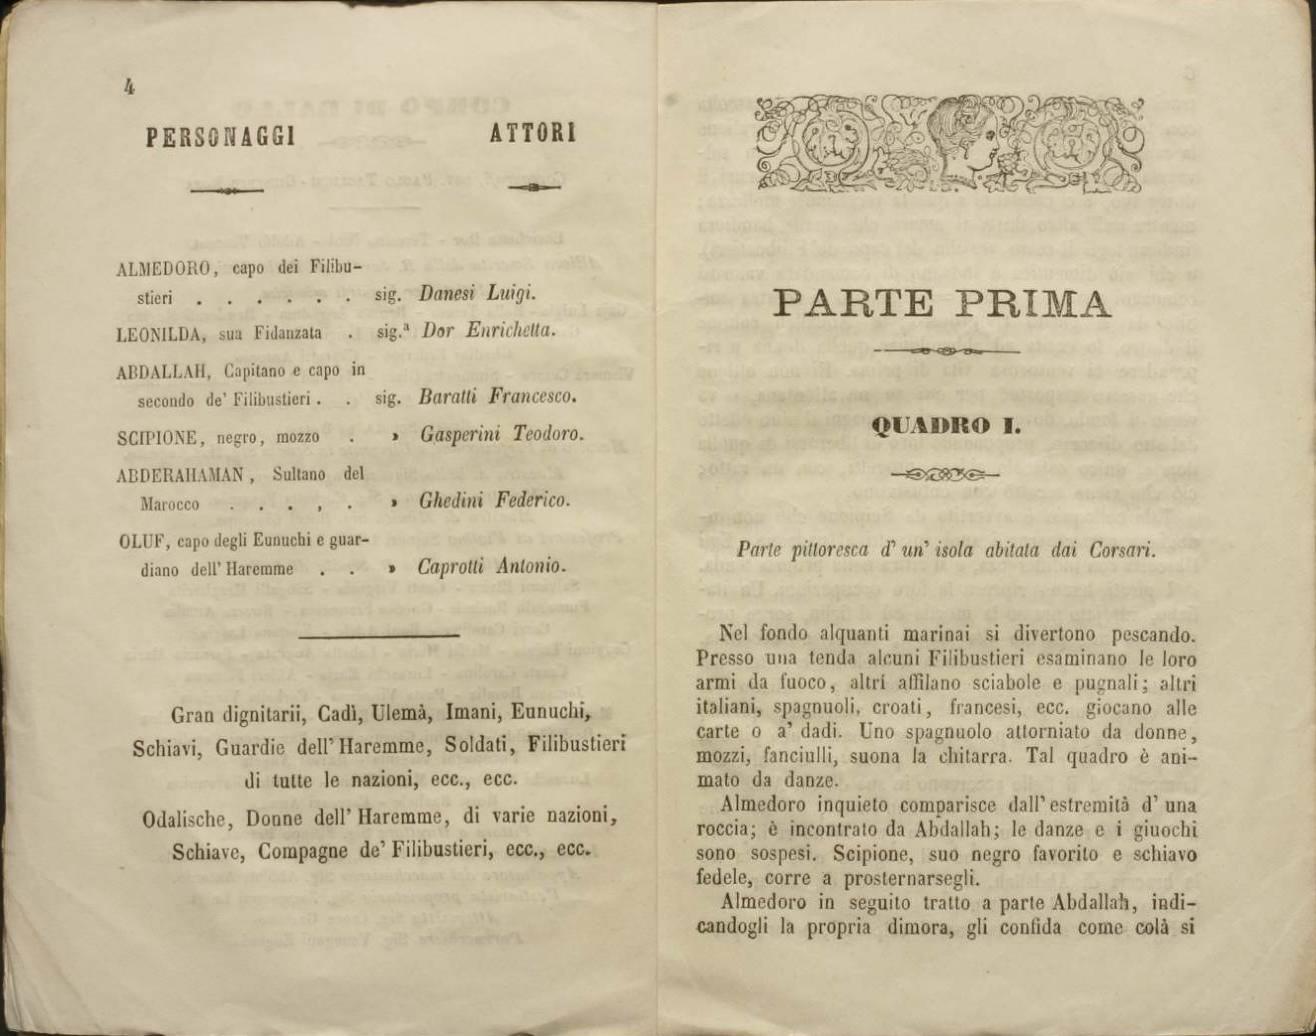 4
PERSONAGGI ATTORI
ALMEDORO, capo dei Filibu-
stieri . . . . . . sig. Danesi Luigi.
LEONILDA, sua Fidanzata . sig.ª Dor Enrichetta.
ABDALLAH, Capitano e capo in
secondo de' Filibustieri . . sig. Baratti Francesco.
SCIPIONE, negro, mozzo . » Gasperini Teodoro.
ABDERAHAMAN, Sultano del
Marocco . . . , . » Ghedini Federico.
OLUF, capo degli Eunuchi e guar-
diano dell' Haremme . . » Caprotti Antonio.
Gran dignitarii, Cadì, Ulemà, Imani, Eunuchi,
Schiavi, Guardie dell' Haremme, Soldati, Filibustieri
di tutte le nazioni, ecc., ecc.
Odalische, Donne dell' Haremme, di varie nazioni,
Schiave, Compagne de' Filibustieri, ecc., ecc.
PARTE PRIMA
QUADRO I.
Parte pittoresca d' un' isola abitata dai Corsari.
Nel fondo alquanti marinai si divertono pescando.
Presso una tenda alcuni Filibustieri esaminano le loro
armi da fuoco, altri affilano sciabole e pugnali; altri
italiani, spagnuoli, croati, francesi, ecc. giocano alle
carte o a' dadi. Uno spagnuolo attorniato da donne,
mozzi, fanciulli, suona la chitarra. Tal quadro è ani-
mato da danze.
Almedoro inquieto comparisce dall' estremità d' una
roccia; è incontrato da Abdallah; le danze e i giuochi
sono sospesi. Scipione, suo negro favorito e schiavo
fedele, corre a prosternarsegli.
Almedoro in seguito tratto a parte Abdallah, indi-
candogli la propria dimora, gli confida come colà si